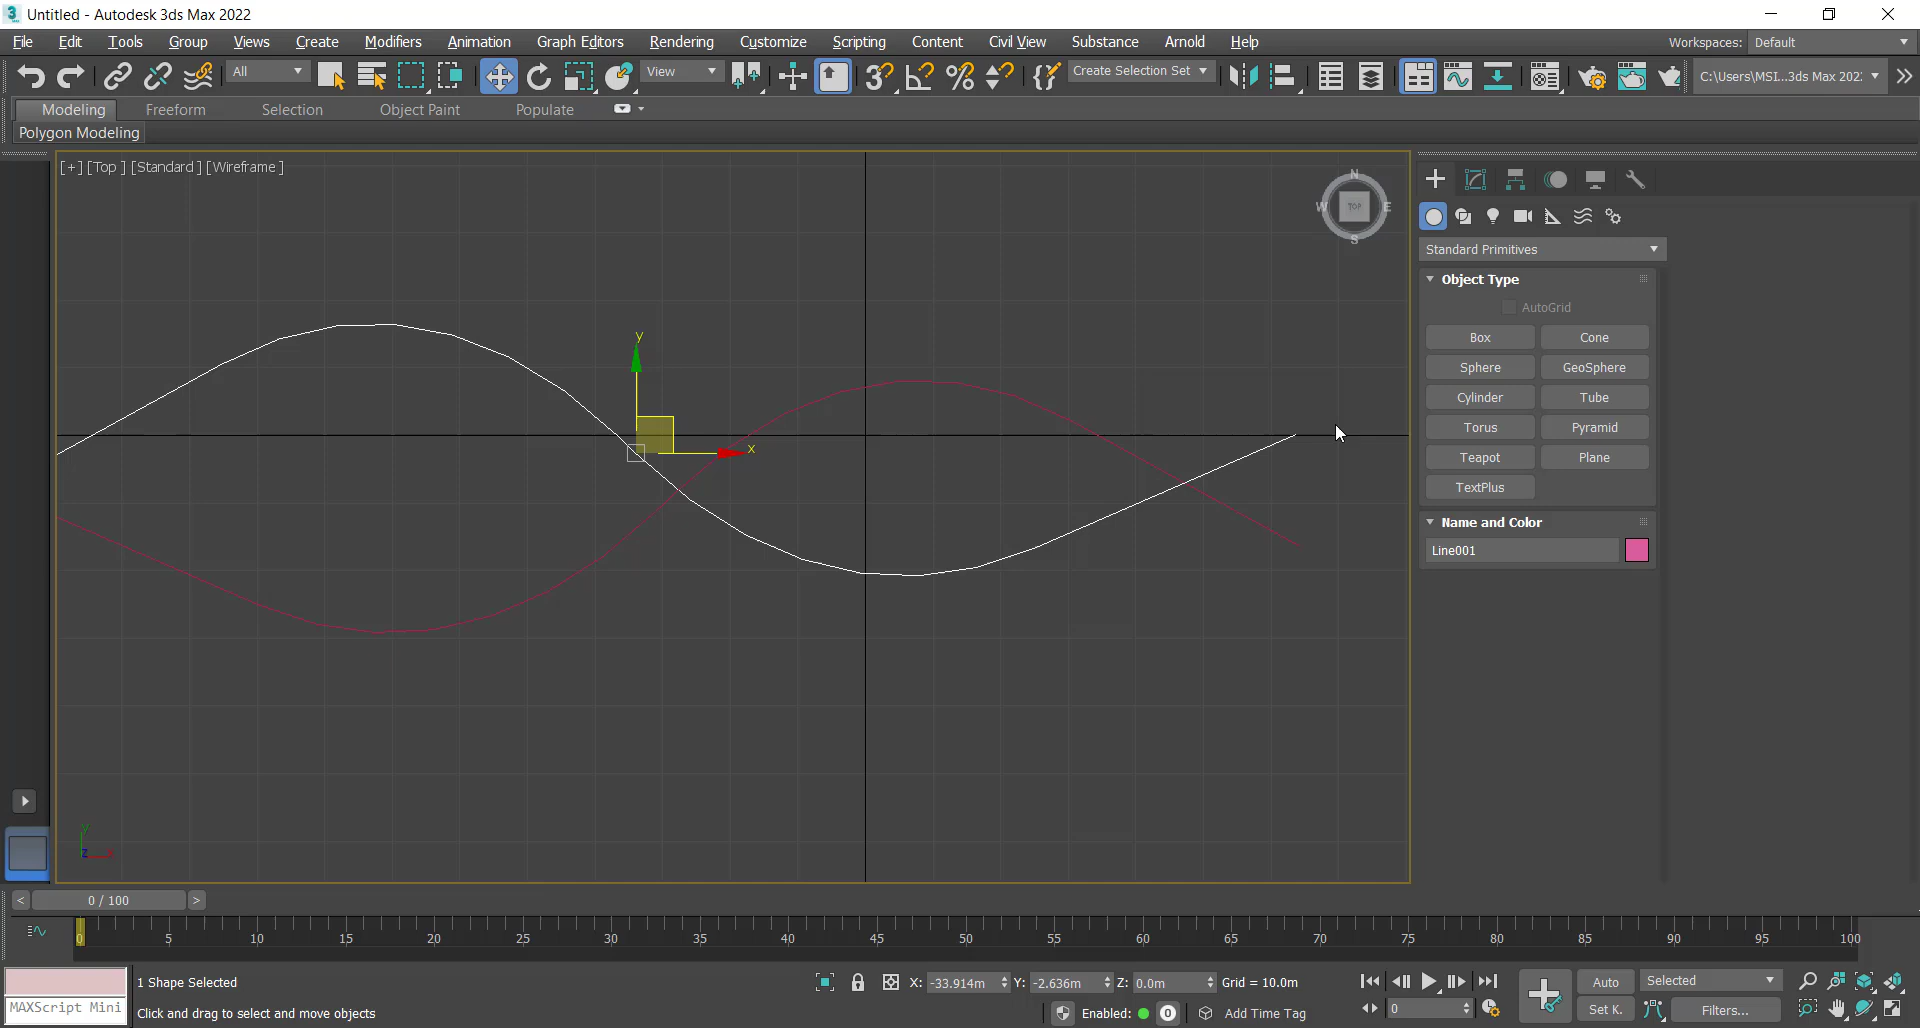 Untitled - Autodesk 3ds Max 2022
File Edit Tools Group Views Create Modifiers Animation Graph Editors Rendering Customize Scripting Content Civil View Substance Arnold Help Workspaces: Default
All View Create Selection Set C:\Users\MSI...3ds Max 202:
Modeling Freeform Selection Object Paint Populate
Polygon Modeling
[+] [Top ] [Standard ] [Wireframe ]
N
W TOP E
S
Standard Primitives
Object Type
AutoGrid
Box Cone
Sphere GeoSphere
Cylinder Tube
Torus Pyramid
Teapot Plane
TextPlus
Name and Color
Line001
y
x
y
z x
< 0 / 100 >
0 5 10 15 20 25 30 35 40 45 50 55 60 65 70 75 80 85 90 95 100
1 Shape Selected X: -33.914m Y: -2.636m Z: 0.0m Grid = 10.0m Auto Selected
MAXScript Mini Click and drag to select and move objects Enabled: 0 Add Time Tag 0 Set K. Filters...